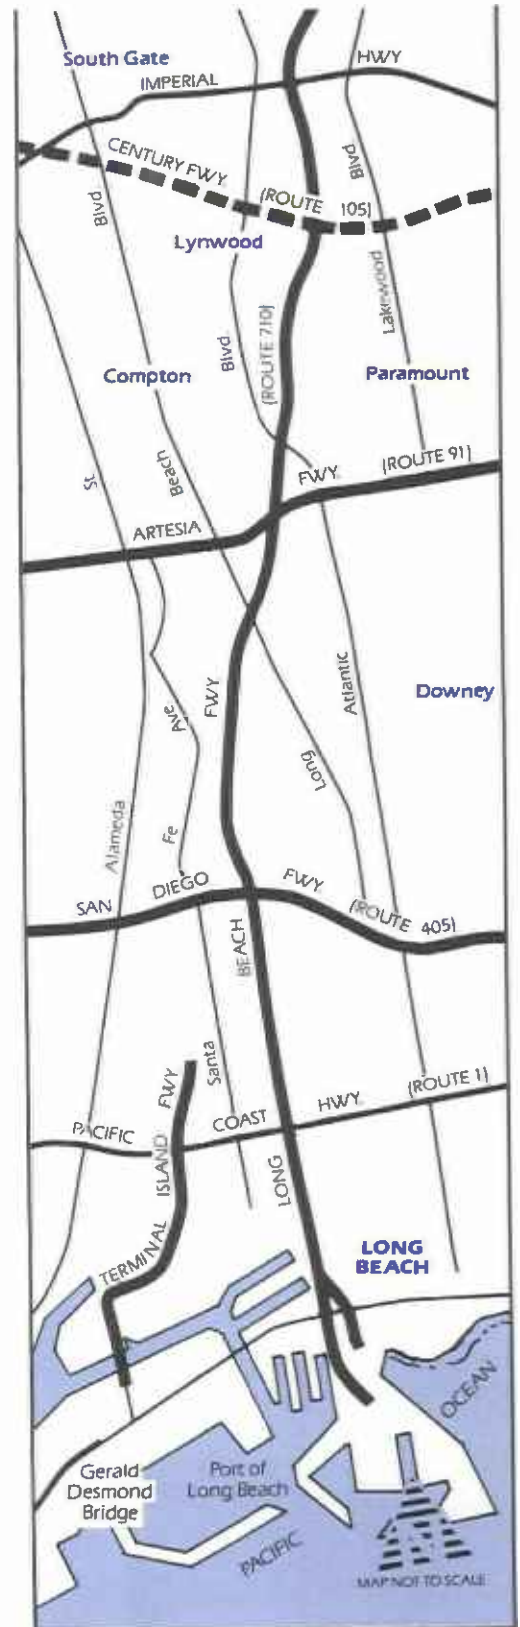 South Gate
IMPERIAL HWY
CENTURY FWY. (ROUTE 105)
Blvd
Blvd
Lynwood
Lakewood
Blvd.
(ROUTE 710)
Compton
Paramount
St.
Beach
FWY. (ROUTE 91)
ARTESIA
Downey
Atlantic
Ave
FWY
Long
Alameda
Fe
SAN DIEGO FWY. (ROUTE 405)
BEACH
Santa
FWY
PACIFIC COAST HWY (ROUTE 1)
ISLAND
LONG
TERMINAL
LONG
BEACH
OCEAN
Gerald
Desmond
Bridge
Port of
Long Beach
PACIFIC
MAP NOT TO SCALE